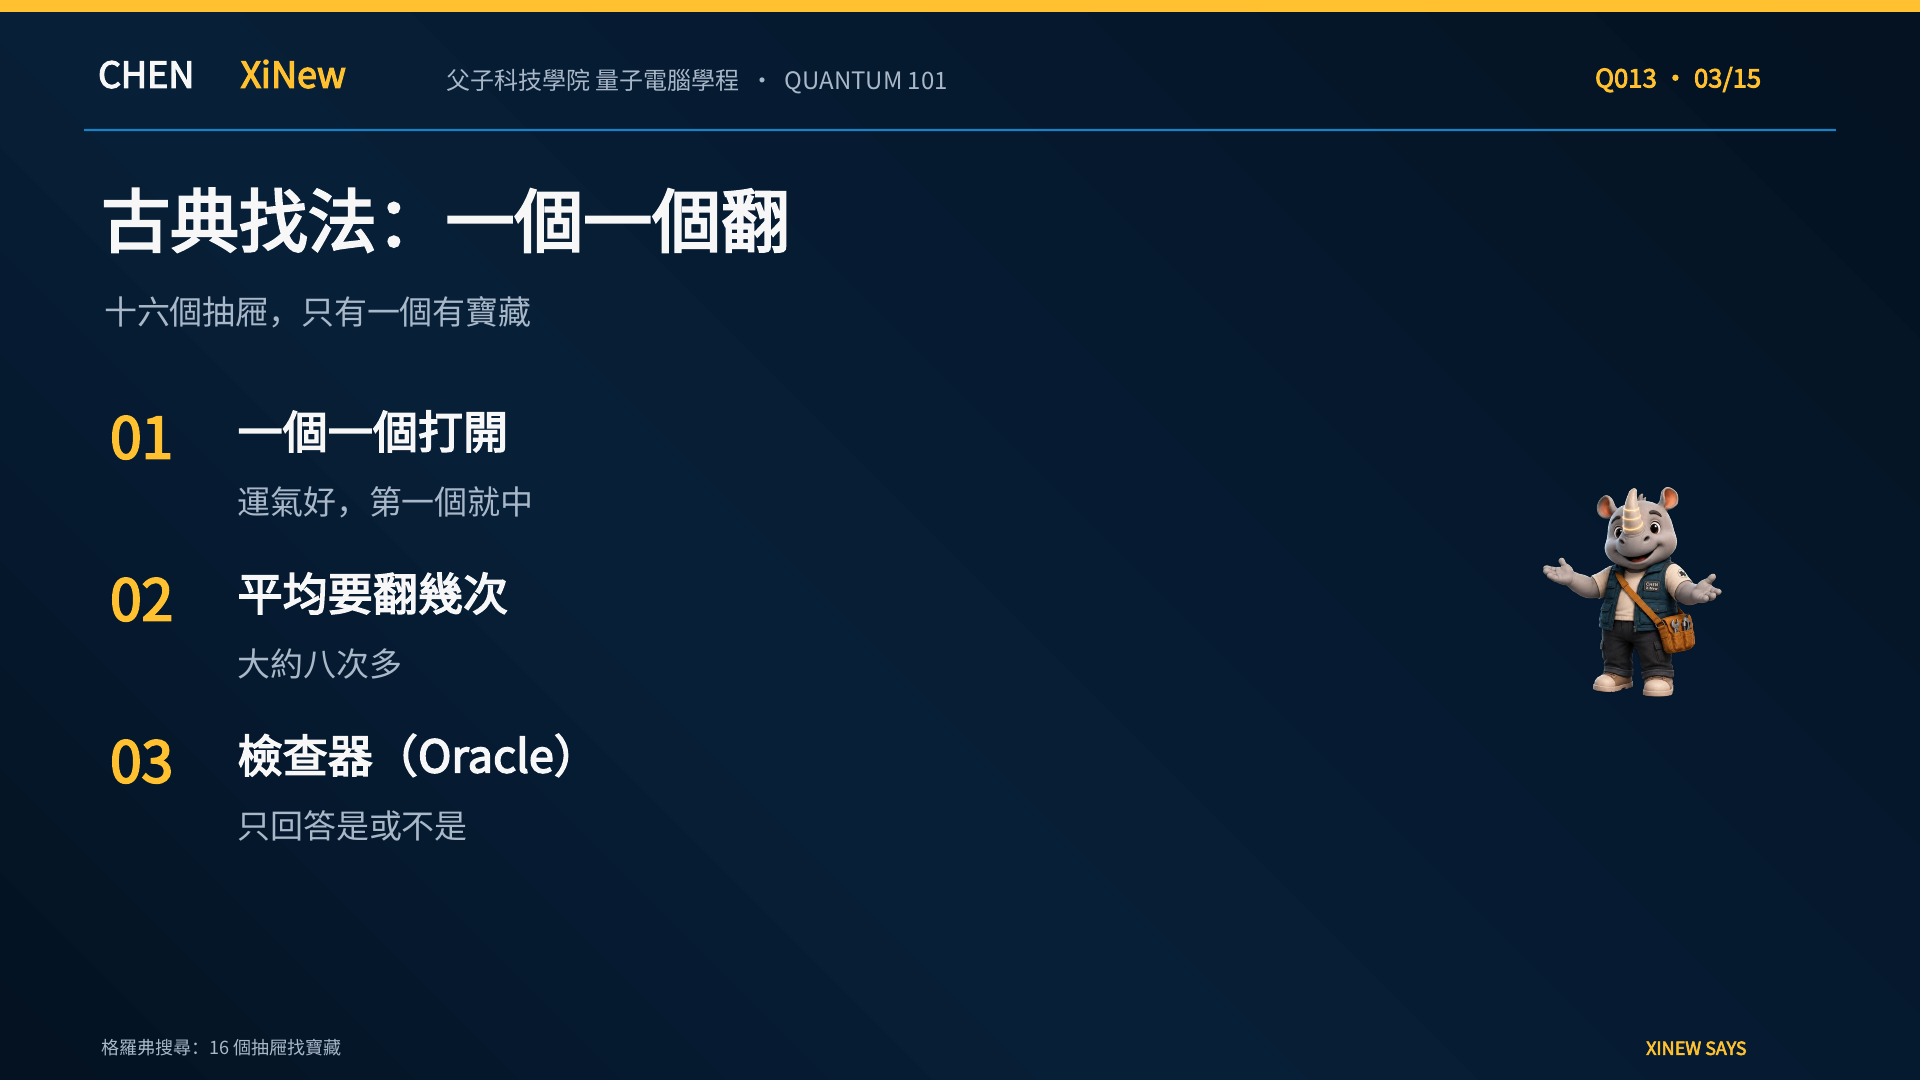 CHEN XiNew 父子科技學院 量子電腦學程 · QUANTUM 101 Q013 · 03/15
古典找法：一個一個翻
十六個抽屜，只有一個有寶藏
01 一個一個打開
運氣好，第一個就中
02 平均要翻幾次
大約八次多
03 檢查器（Oracle）
只回答是或不是
格羅弗搜尋：16 個抽屜找寶藏 XINEW SAYS